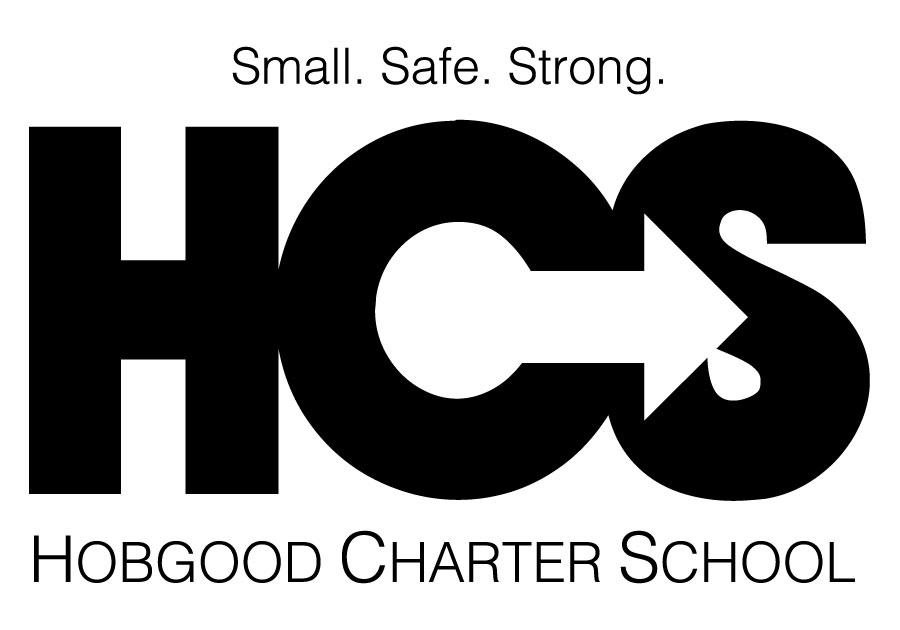 Small. Safe. Strong.
HCS
HOBGOOD CHARTER SCHOOL